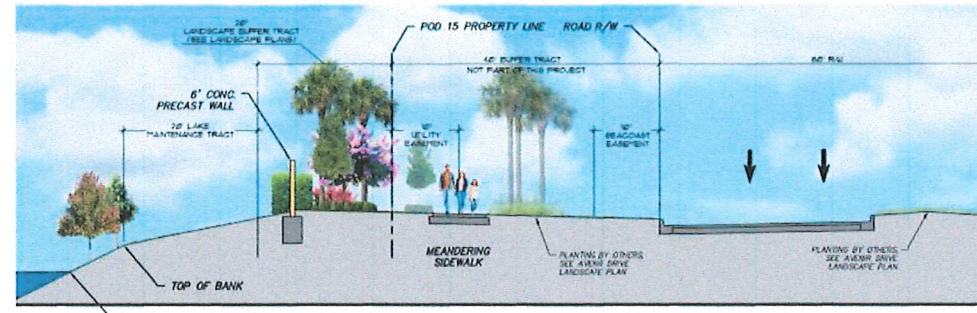 20'
LANDSCAPE BUFFER TRACT
(SEE LANDSCAPE PLANS)
POD 15 PROPERTY LINE ROAD R/W
40' BUFFER TRACT
NOT PART OF THIS PROJECT
80' R/W
6' CONC.
PRECAST WALL
20' LAKE
MANTENANCE TRACT
10'
UTILITY
EASEMENT
10'
SEACOAST
EASEMENT
MEANDERING
SIDEWALK
PLANTING BY OTHERS,
SEE AVENIR DRIVE
LANDSCAPE PLAN
PLANTING BY OTHERS,
SEE AVENIR DRIVE
LANDSCAPE PLAN
TOP OF BANK